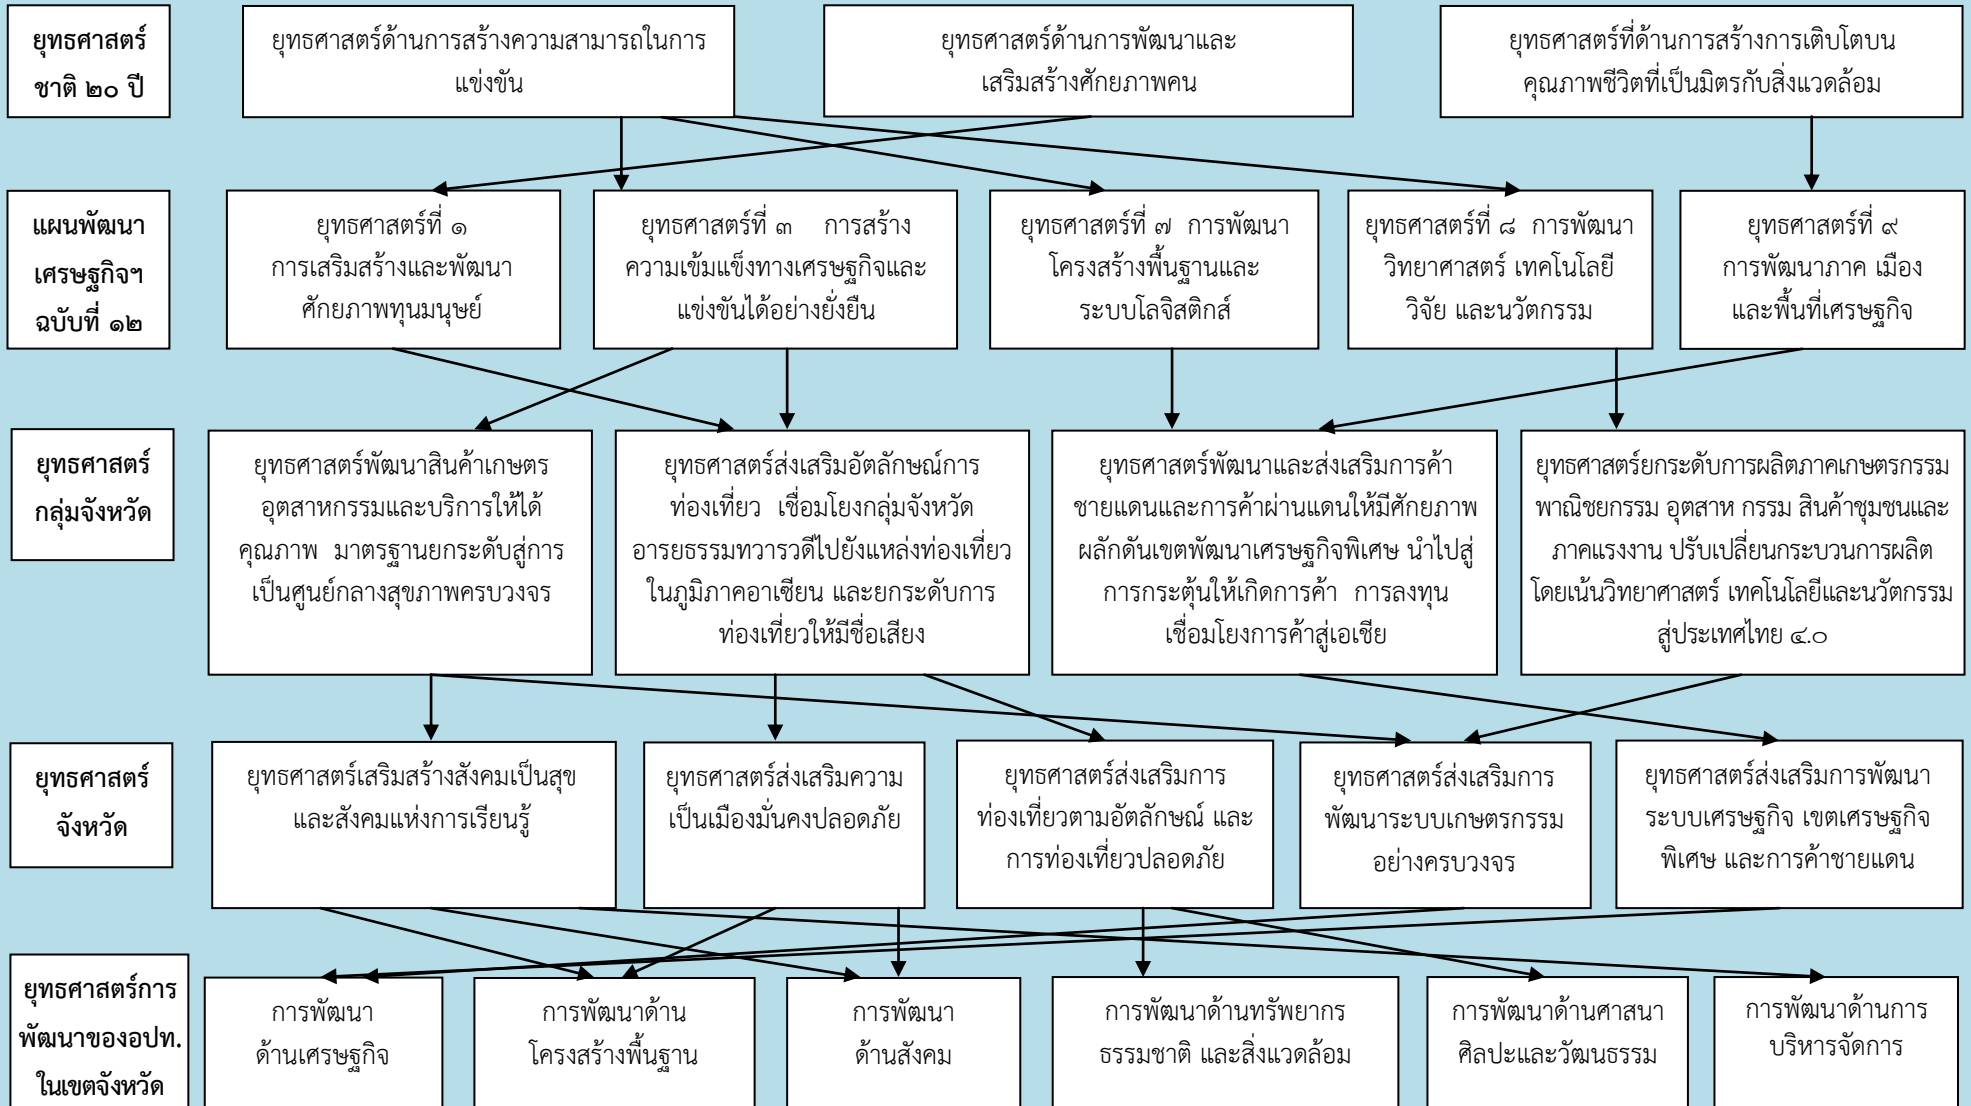 ยุทธศาสตร์
ชาติ ๒๐ ปี
ยุทธศาสตร์ด้านการสร้างความสามารถในการ
แข่งขัน
ยุทธศาสตร์ด้านการพัฒนาและ
เสริมสร้างศักยภาพคน
ยุทธศาสตร์ที่ด้านการสร้างการเติบโตบน
คุณภาพชีวิตที่เป็นมิตรกับสิ่งแวดล้อม
แผนพัฒนา
เศรษฐกิจฯ
ฉบับที่ ๑๒
ยุทธศาสตร์ที่ ๑
การเสริมสร้างและพัฒนา
ศักยภาพทุนมนุษย์
ยุทธศาสตร์ที่ ๓ การสร้าง
ความเข้มแข็งทางเศรษฐกิจและ
แข่งขันได้อย่างยั่งยืน
ยุทธศาสตร์ที่ ๗ การพัฒนา
โครงสร้างพื้นฐานและ
ระบบโลจิสติกส์
ยุทธศาสตร์ที่ ๘ การพัฒนา
วิทยาศาสตร์ เทคโนโลยี
วิจัย และนวัตกรรม
ยุทธศาสตร์ที่ ๙
การพัฒนาภาค เมือง
และพื้นที่เศรษฐกิจ
ยุทธศาสตร์
กลุ่มจังหวัด
ยุทธศาสตร์พัฒนาสินค้าเกษตร
อุตสาหกรรมและบริการให้ได้
คุณภาพ มาตรฐานยกระดับสู่การ
เป็นศูนย์กลางสุขภาพครบวงจร
ยุทธศาสตร์ส่งเสริมอัตลักษณ์การ
ท่องเที่ยว เชื่อมโยงกลุ่มจังหวัด
อารยธรรมทวารวดีไปยังแหล่งท่องเที่ยว
ในภูมิภาคอาเซียน และยกระดับการ
ท่องเที่ยวให้มีชื่อเสียง
ยุทธศาสตร์พัฒนาและส่งเสริมการค้า
ชายแดนและการค้าผ่านแดนให้มีศักยภาพ
ผลักดันเขตพัฒนาเศรษฐกิจพิเศษ นำไปสู่
การกระตุ้นให้เกิดการค้า การลงทุน
เชื่อมโยงการค้าสู่เอเชีย
ยุทธศาสตร์ยกระดับการผลิตภาคเกษตรกรรม
พาณิชยกรรม อุตสาห กรรม สินค้าชุมชนและ
ภาคแรงงาน ปรับเปลี่ยนกระบวนการผลิต
โดยเน้นวิทยาศาสตร์ เทคโนโลยีและนวัตกรรม
สู่ประเทศไทย ๔.๐
ยุทธศาสตร์
จังหวัด
ยุทธศาสตร์เสริมสร้างสังคมเป็นสุข
และสังคมแห่งการเรียนรู้
ยุทธศาสตร์ส่งเสริมความ
เป็นเมืองมั่นคงปลอดภัย
ยุทธศาสตร์ส่งเสริมการ
ท่องเที่ยวตามอัตลักษณ์ และ
การท่องเที่ยวปลอดภัย
ยุทธศาสตร์ส่งเสริมการ
พัฒนาระบบเกษตรกรรม
อย่างครบวงจร
ยุทธศาสตร์ส่งเสริมการพัฒนา
ระบบเศรษฐกิจ เขตเศรษฐกิจ
พิเศษ และการค้าชายแดน
ยุทธศาสตร์การ
พัฒนาของอปท.
ในเขตจังหวัด
การพัฒนา
ด้านเศรษฐกิจ
การพัฒนาด้าน
โครงสร้างพื้นฐาน
การพัฒนา
ด้านสังคม
การพัฒนาด้านทรัพยากร
ธรรมชาติ และสิ่งแวดล้อม
การพัฒนาด้านศาสนา
ศิลปะและวัฒนธรรม
การพัฒนาด้านการ
บริหารจัดการ